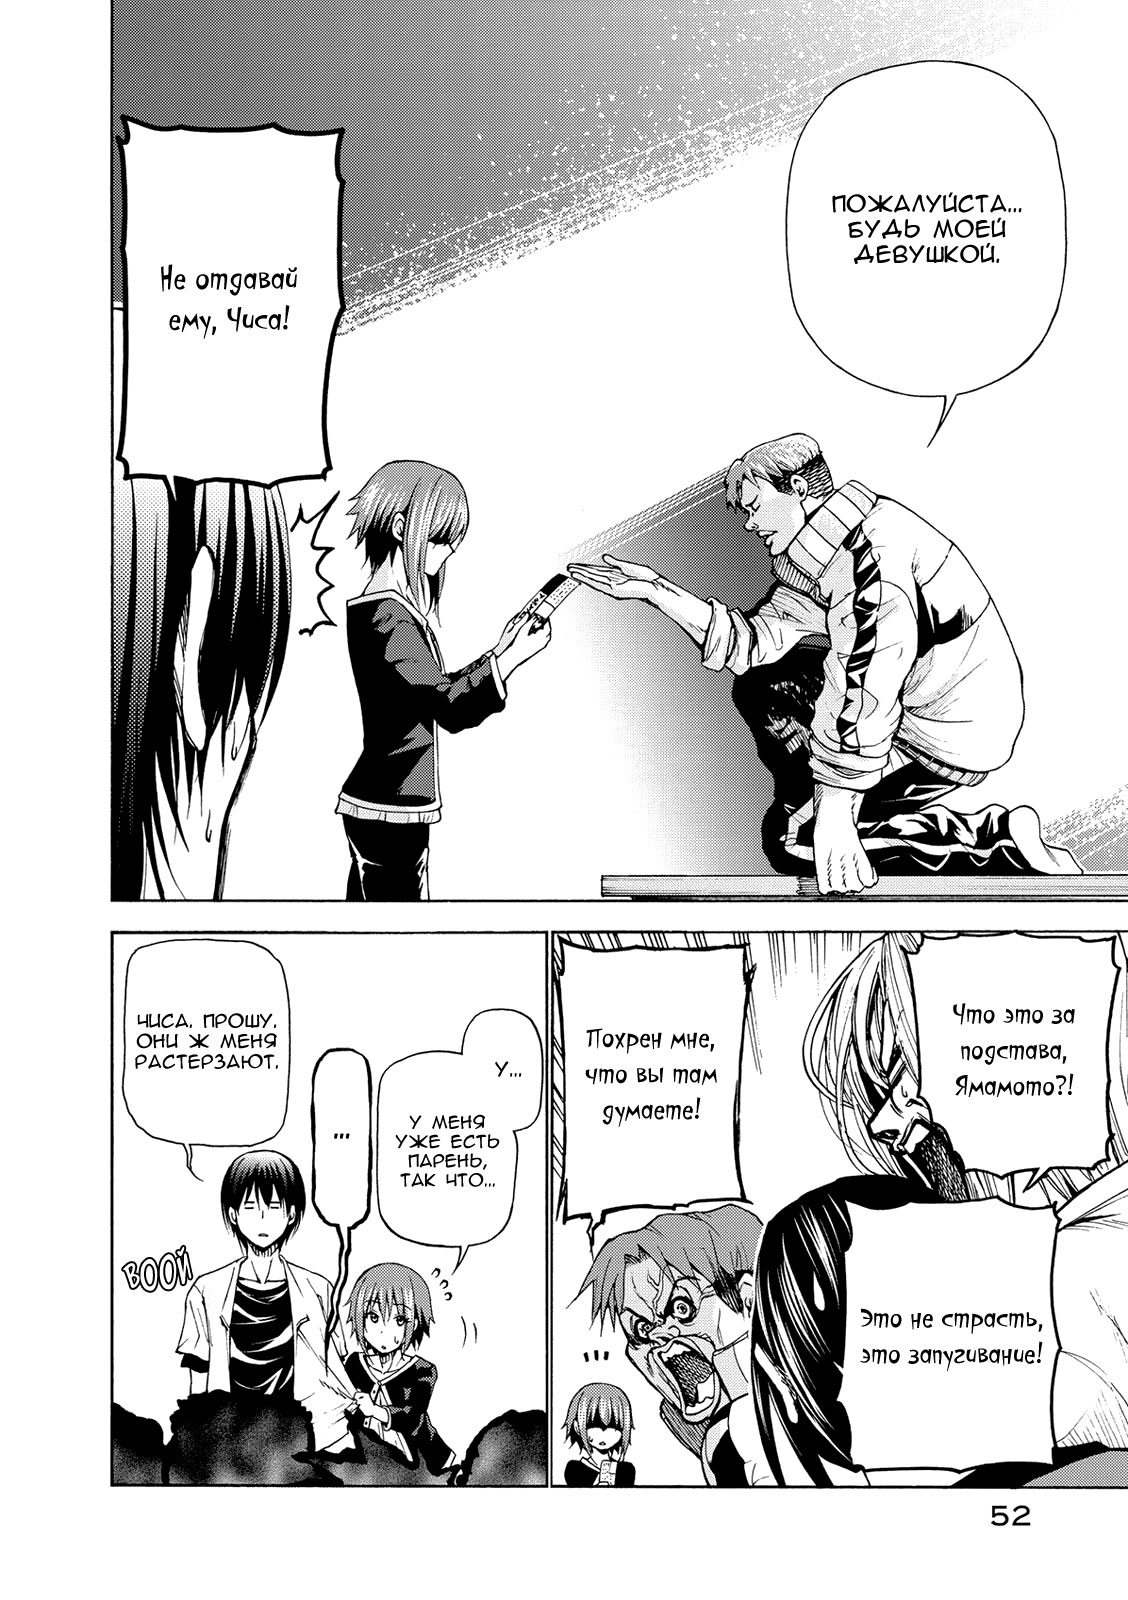 ПОЖАЛУЙСТА...
БУДЬ МОЕЙ
ДЕВУШКОЙ.
Не отдавай
ему, Чиса!
Что это за
подстава,
Ямамото?!
Похрен мне,
что вы там
думаете!
Это не страсть,
это запугивание!
У...
У МЕНЯ
УЖЕ ЕСТЬ
ПАРЕНЬ,
ТАК ЧТО...
...
ЧИСА, ПРОШУ,
ОНИ Ж МЕНЯ
РАСТЕРЗАЮТ.
ВООЙ
52